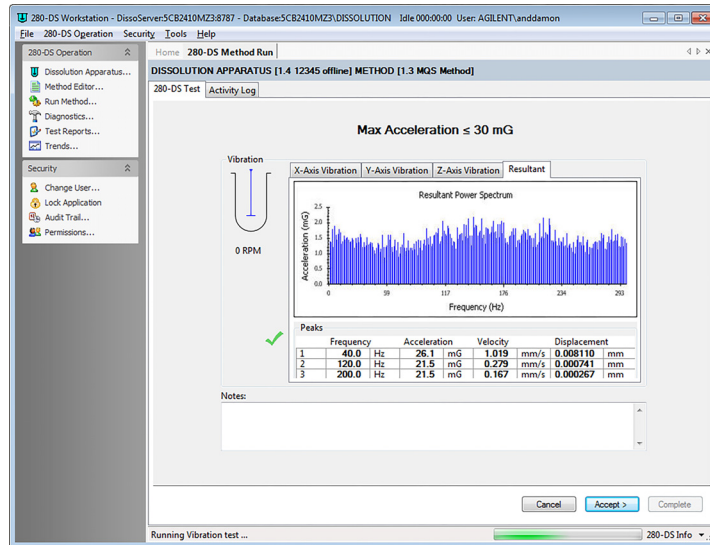 280-DS Workstation - DissoServer:5CB2410MZ3:8787 - Database:5CB2410MZ3\DISSOLUTION Idle 000:00:00 User: AGILENT\anddamon
File 280-DS Operation Security Tools Help
280-DS Operation
Dissolution Apparatus...
Method Editor...
Run Method...
Diagnostics...
Test Reports...
Trends...
Security
Change User...
Lock Application
Audit Trail...
Permissions...
Home 280-DS Method Run
DISSOLUTION APPARATUS [1.4 12345 offline] METHOD [1.3 MQS Method]
280-DS Test Activity Log
Max Acceleration ≤ 30 mG
Vibration
0 RPM
X-Axis Vibration Y-Axis Vibration Z-Axis Vibration Resultant
Resultant Power Spectrum
Acceleration (mG)
2.5
2.0
1.5
1.0
0.5
0.0
0 59 117 176 234 293
Frequency (Hz)
Peaks
Frequency Acceleration Velocity Displacement
1 40.0 Hz 26.1 mG 1.019 mm/s 0.008110 mm
2 120.0 Hz 21.5 mG 0.279 mm/s 0.000741 mm
3 200.0 Hz 21.5 mG 0.167 mm/s 0.000267 mm
Notes:
Cancel Accept > Complete
Running Vibration test ... 280-DS Info